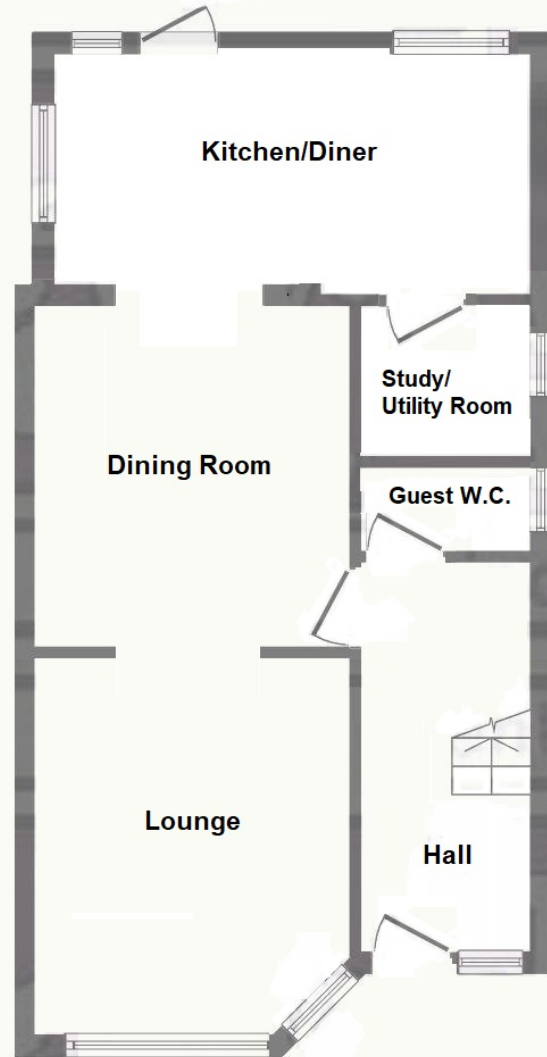 Kitchen/Diner
Study/
Utility Room
Dining Room
Guest W.C.
Lounge
Hall